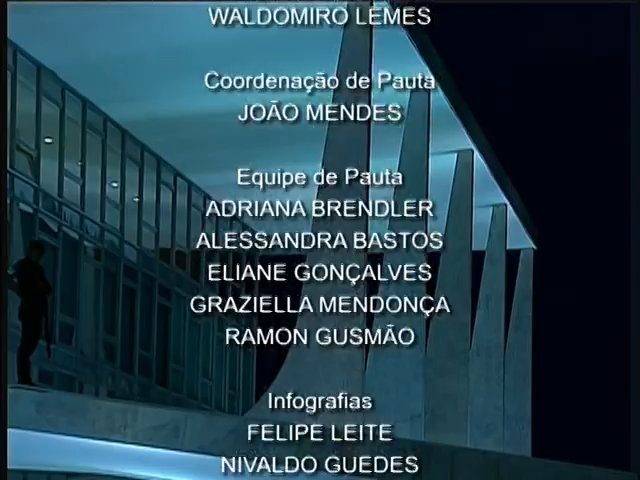 WALDOMIRO LEMES
Coordenação de Pauta
JOÃO MENDES
Equipe de Pauta
ADRIANA BRENDLER
ALESSANDRA BASTOS
ELIANE GONÇALVES
GRAZIELLA MENDONÇA
RAMON GUSMÃO
Infografias
FELIPE LEITE
NIVALDO GUEDES